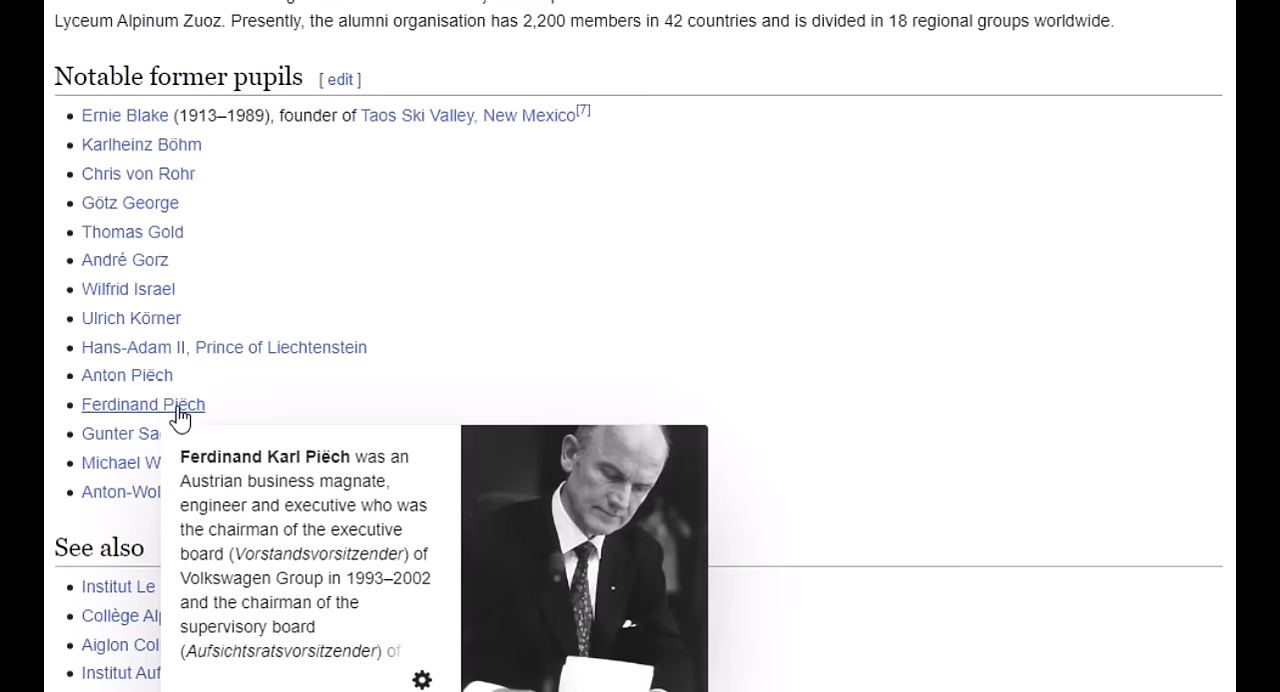 Lyceum Alpinum Zuoz. Presently, the alumni organisation has 2,200 members in 42 countries and is divided in 18 regional groups worldwide.
Notable former pupils [ edit ]
Ernie Blake (1913–1989), founder of Taos Ski Valley, New Mexico[7]
Karlheinz Böhm
Chris von Rohr
Götz George
Thomas Gold
André Gorz
Wilfrid Israel
Ulrich Körner
Hans-Adam II, Prince of Liechtenstein
Anton Piëch
Ferdinand Piëch
Gunter Sa
Michael W
Anton-Wol
Ferdinand Karl Piëch was an
Austrian business magnate,
engineer and executive who was
the chairman of the executive
board (Vorstandsvorsitzender) of
Volkswagen Group in 1993–2002
and the chairman of the
supervisory board
(Aufsichtsratsvorsitzender) of
See also
Institut Le
Collège Al
Aiglon Col
Institut Auf